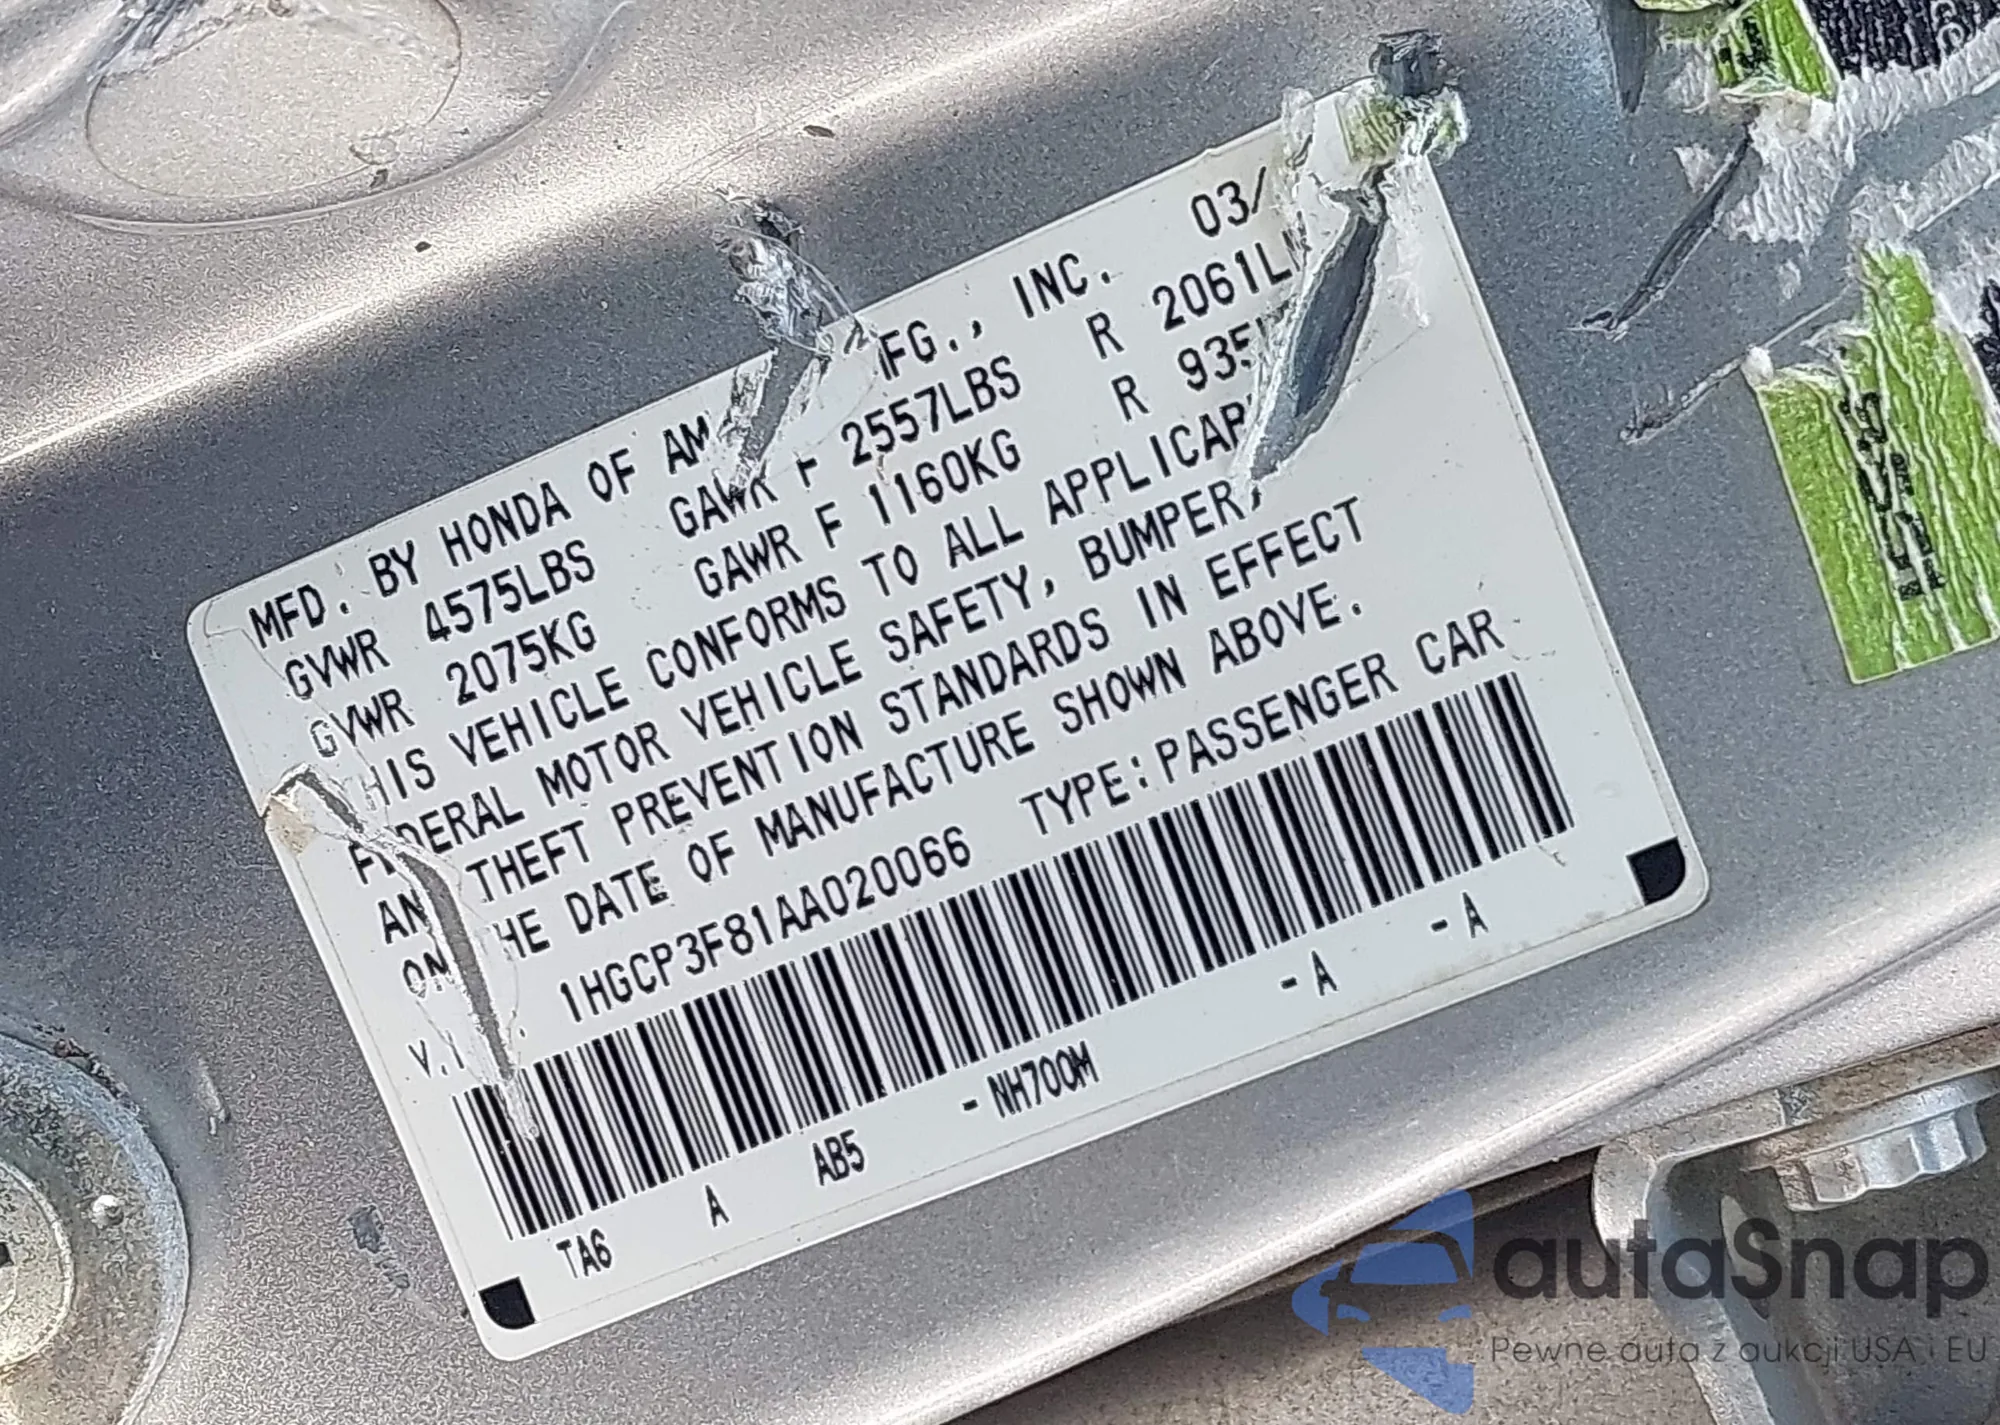 MFD. BY HONDA OF AM FG., INC. 03/
GVWR 4575LBS GAWR F 2557LBS R 2061L
GVWR 2075KG GAWR F 1160KG R 935
HIS VEHICLE CONFORMS TO ALL APPLICA
FEDERAL MOTOR VEHICLE SAFETY, BUMPER,
AN THEFT PREVENTION STANDARDS IN EFFECT
ON HE DATE OF MANUFACTURE SHOWN ABOVE.
V.I . 1HGCP3F81AA020066 TYPE: PASSENGER CAR
TA6 A AB5 - NH700M - A - A
autaSnap
Pewne auta z aukcji USA i EU